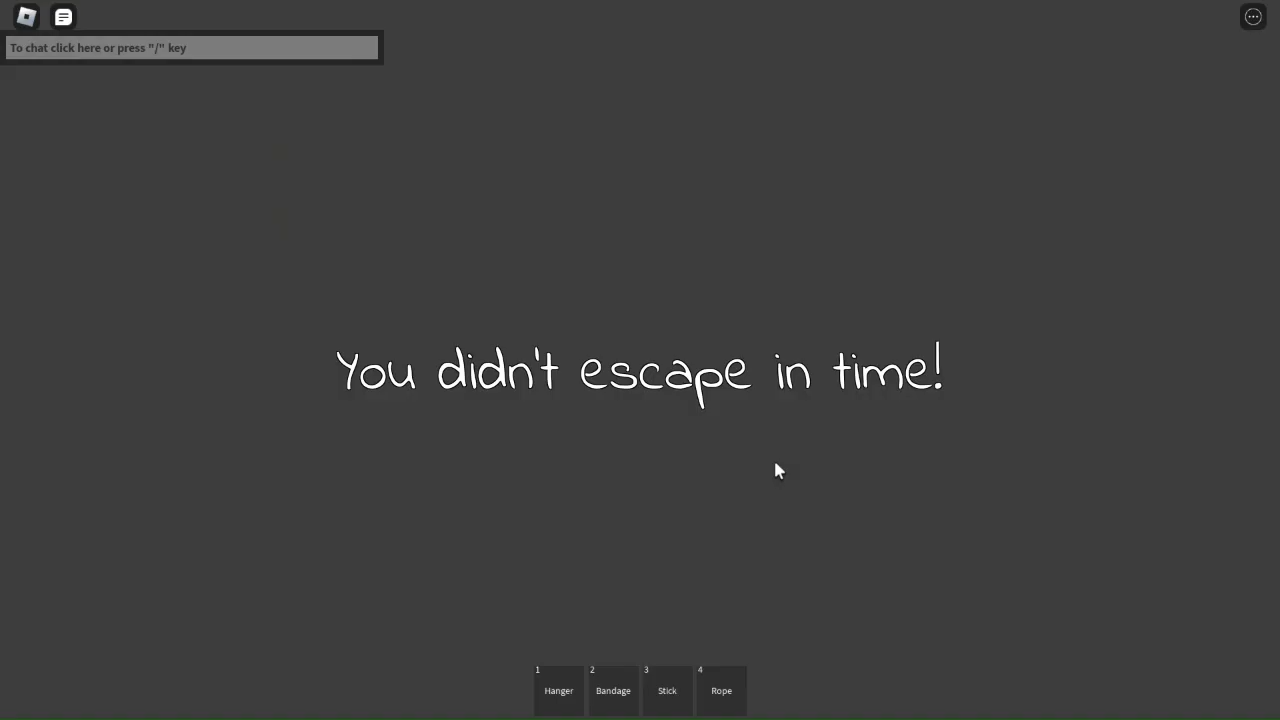 To chat click here or press "/" key
You didn't escape in time!
1 2 3 4
Hanger Bandage Stick Rope